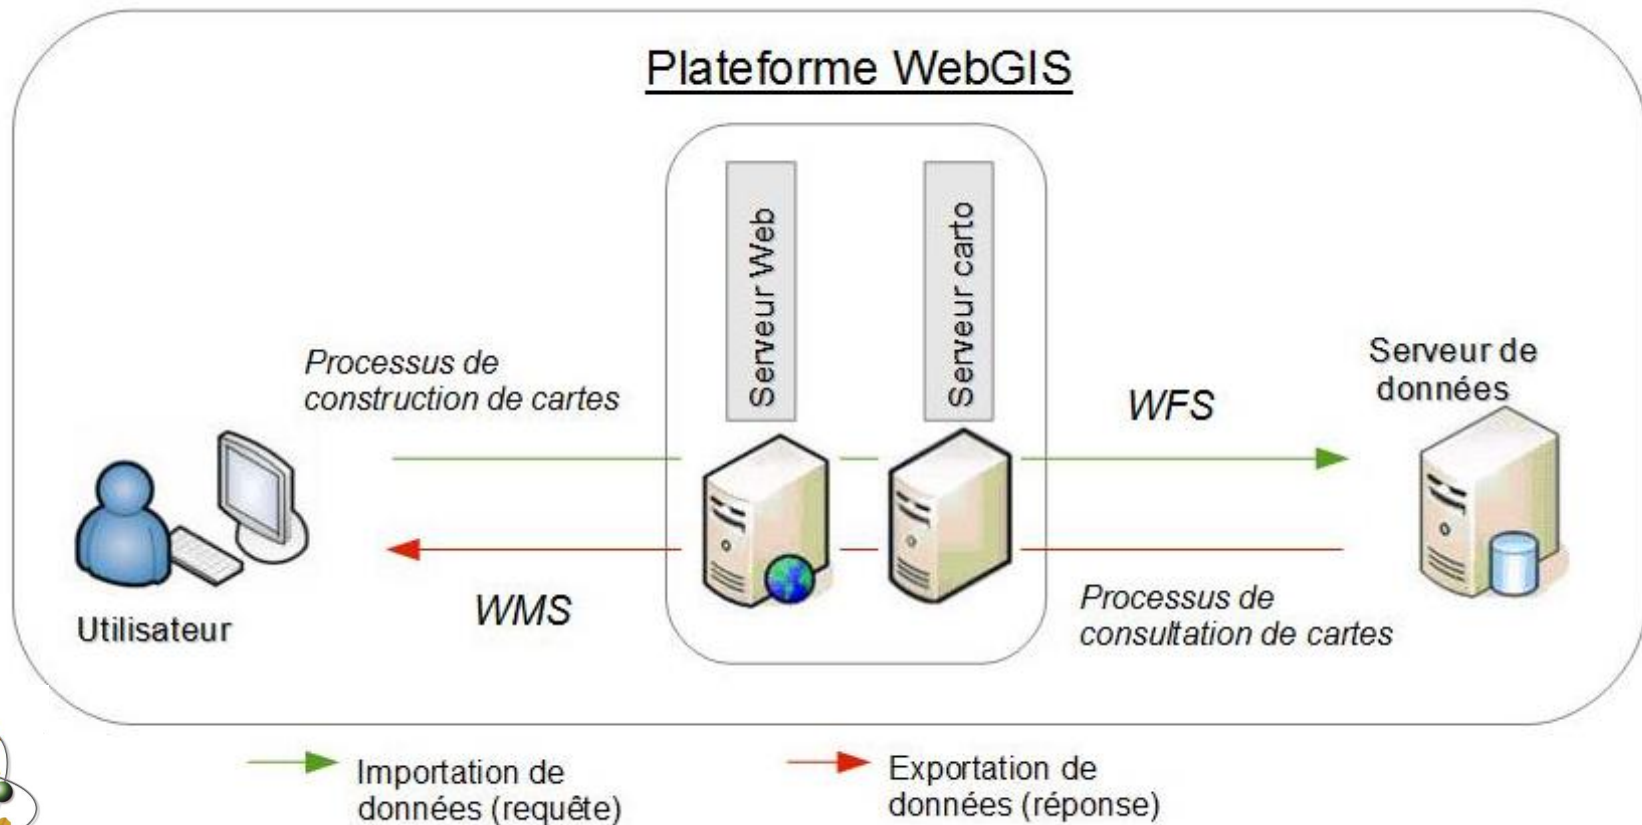 Plateforme WebGIS
Serveur Web
Serveur carto
Processus de
construction de cartes
WFS
Serveur de
données
Utilisateur
WMS
Processus de
consultation de cartes
Importation de
données (requête)
Exportation de
données (réponse)